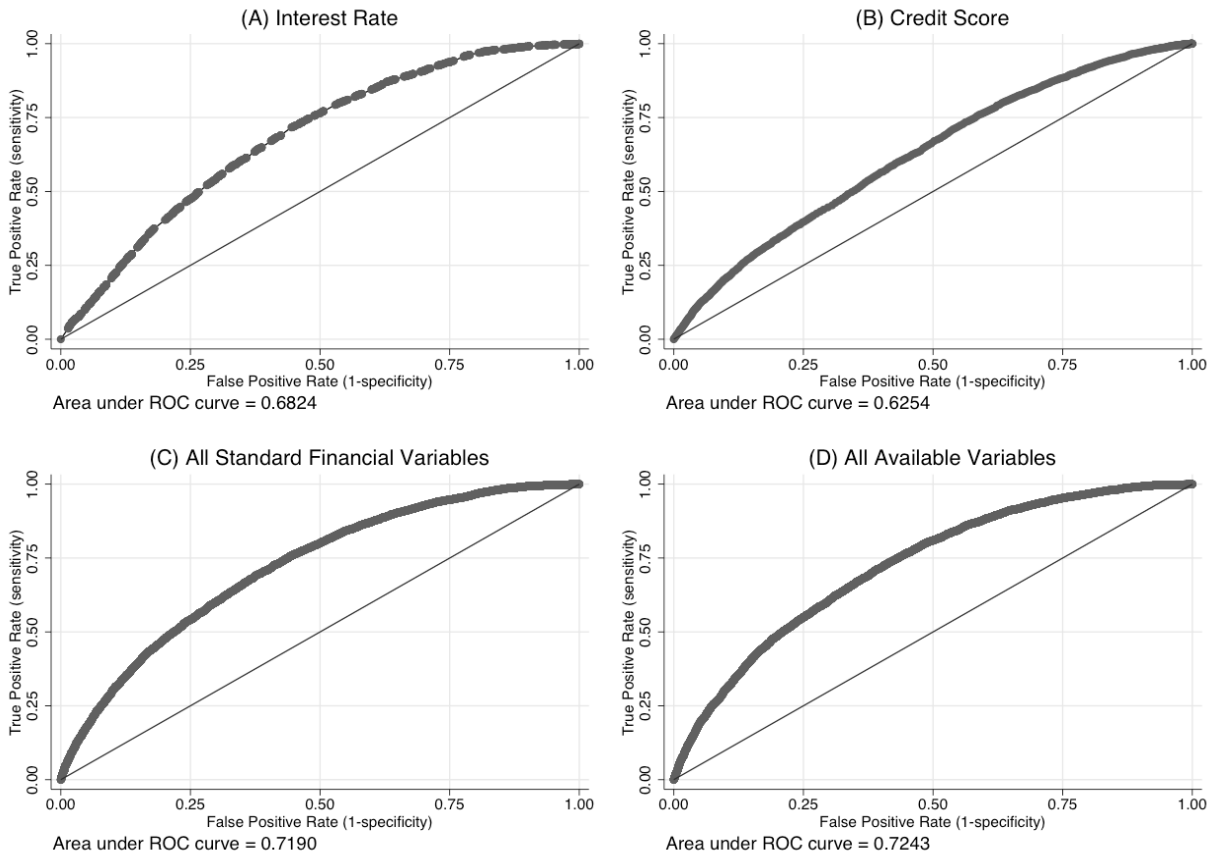 (A) Interest Rate
True Positive Rate (sensitivity)
1.00
0.75
0.50
0.25
0.00
0.00 0.25 0.50 0.75 1.00
False Positive Rate (1-specificity)
Area under ROC curve = 0.6824
(B) Credit Score
True Positive Rate (sensitivity)
1.00
0.75
0.50
0.25
0.00
0.00 0.25 0.50 0.75 1.00
False Positive Rate (1-specificity)
Area under ROC curve = 0.6254
(C) All Standard Financial Variables
True Positive Rate (sensitivity)
1.00
0.75
0.50
0.25
0.00
0.00 0.25 0.50 0.75 1.00
False Positive Rate (1-specificity)
Area under ROC curve = 0.7190
(D) All Available Variables
True Positive Rate (sensitivity)
1.00
0.75
0.50
0.25
0.00
0.00 0.25 0.50 0.75 1.00
False Positive Rate (1-specificity)
Area under ROC curve = 0.7243